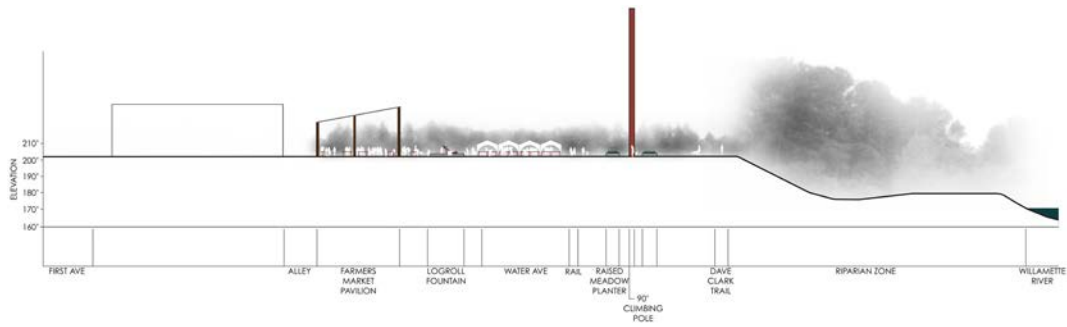 210'
200'
190'
180'
170'
160'
ELEVATION
FIRST AVE
ALLEY
FARMERS
MARKET
PAVILION
LOGROLL
FOUNTAIN
WATER AVE
RAIL
RAISED
MEADOW
PLANTER
90'
CLIMBING
POLE
DAVE
CLARK
TRAIL
RIPARIAN ZONE
WILLAMETTE
RIVER